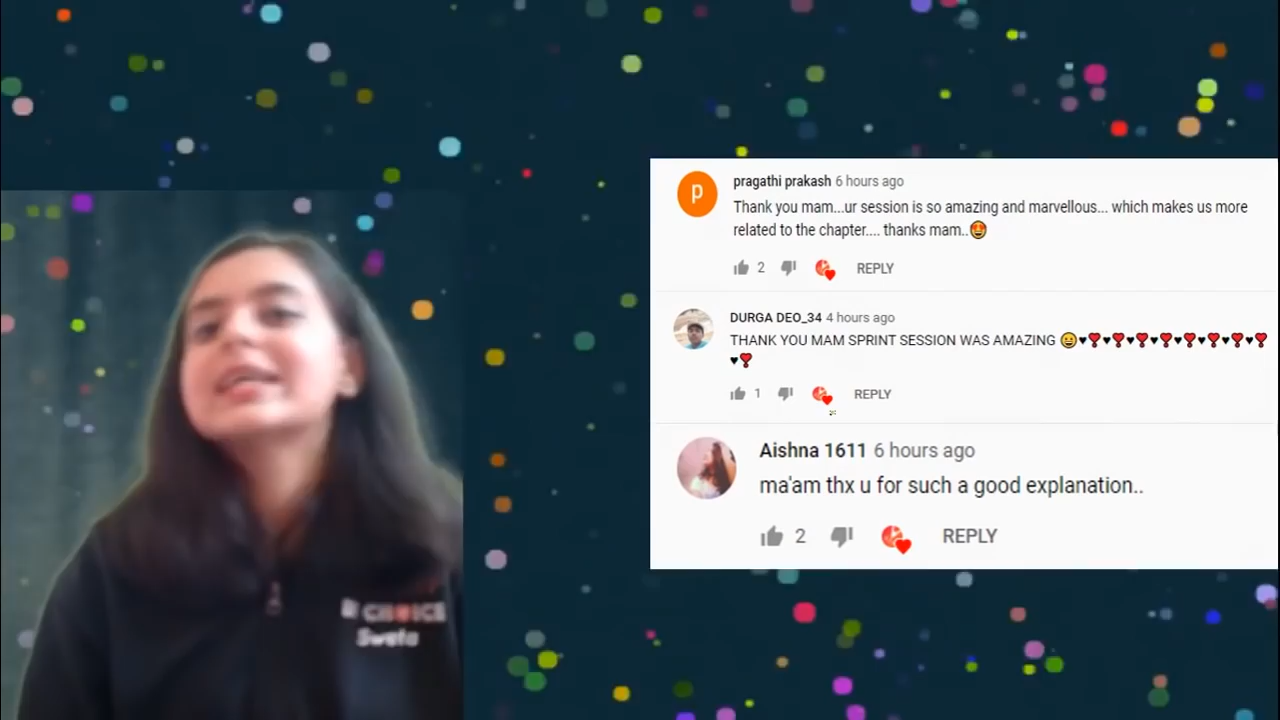 p
pragathi prakash 6 hours ago
Thank you mam...ur session is so amazing and marvellous... which makes us more
related to the chapter.... thanks mam..🤩
2
REPLY
DURGA DEO_34 4 hours ago
THANK YOU MAM SPRINT SESSION WAS AMAZING 😀♥❣♥❣♥❣♥❣♥❣♥❣♥❣♥❣
♥❣
1
REPLY
Aishna 1611 6 hours ago
ma'am thx u for such a good explanation..
2
REPLY
CHOICE
Sweta